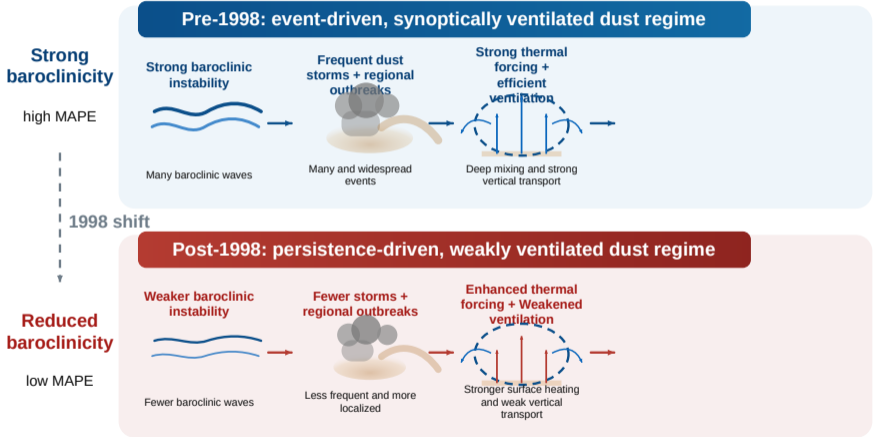 Pre-1998: event-driven, synoptically ventilated dust regime
Strong
baroclinicity
high MAPE
Strong baroclinic
instability
Many baroclinic waves
Frequent dust
storms + regional
outbreaks
Many and widespread
events
Strong thermal
forcing +
efficient
ventilation
Deep mixing and strong
vertical transport
1998 shift
Post-1998: persistence-driven, weakly ventilated dust regime
Reduced
baroclinicity
low MAPE
Weaker baroclinic
instability
Fewer baroclinic waves
Fewer storms +
regional outbreaks
Less frequent and more
localized
Enhanced thermal
forcing + Weakened
ventilation
Stronger surface heating
and weak vertical
transport